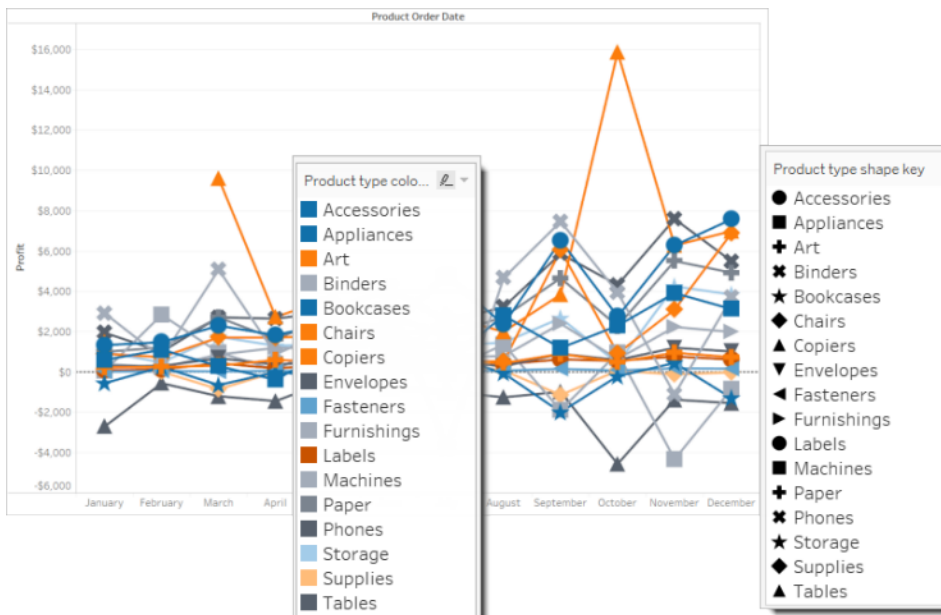 Product Order Date
$16,000
$14,000
$12,000
$10,000
$8,000
$6,000
$4,000
$2,000
$0
-$2,000
-$4,000
-$6,000
Profit
January February March April August September October November December
Product type colo...
Accessories
Appliances
Art
Binders
Bookcases
Chairs
Copiers
Envelopes
Fasteners
Furnishings
Labels
Machines
Paper
Phones
Storage
Supplies
Tables
Product type shape key
Accessories
Appliances
Art
Binders
Bookcases
Chairs
Copiers
Envelopes
Fasteners
Furnishings
Labels
Machines
Paper
Phones
Storage
Supplies
Tables